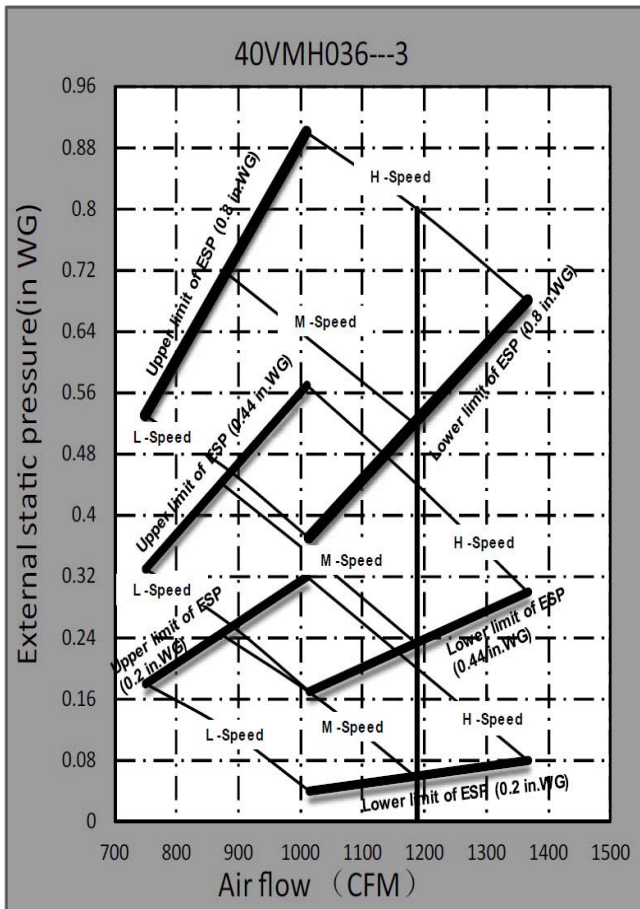 40VMH036---3
External static pressure(in WG)
0.96
0.88
0.8
0.72
0.64
0.56
0.48
0.4
0.32
0.24
0.16
0.08
0
Upper limit of ESP (0.8 in.WG)
H -Speed
M -Speed
Lower limit of ESP (0.8 in.WG)
L -Speed
Upper limit of ESP (0.44 in.WG)
H -Speed
M -Speed
L -Speed
Lower limit of ESP
(0.44 in.WG)
Upper limit of ESP
(0.2 in.WG)
H -Speed
M -Speed
L -Speed
Lower limit of ESP (0.2 in.WG)
700 800 900 1000 1100 1200 1300 1400 1500
Air flow （CFM）